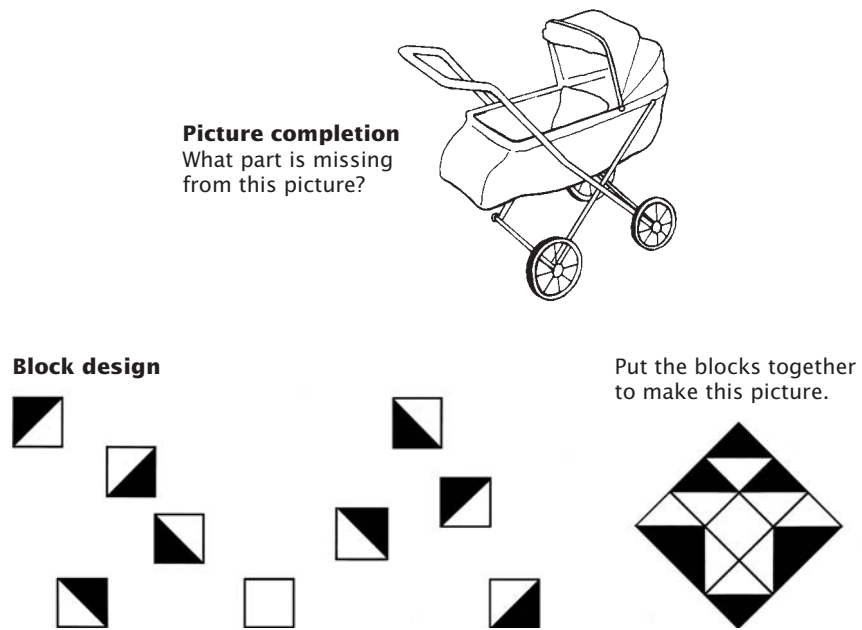 Picture completion
What part is missing
from this picture?
Block design
Put the blocks together
to make this picture.